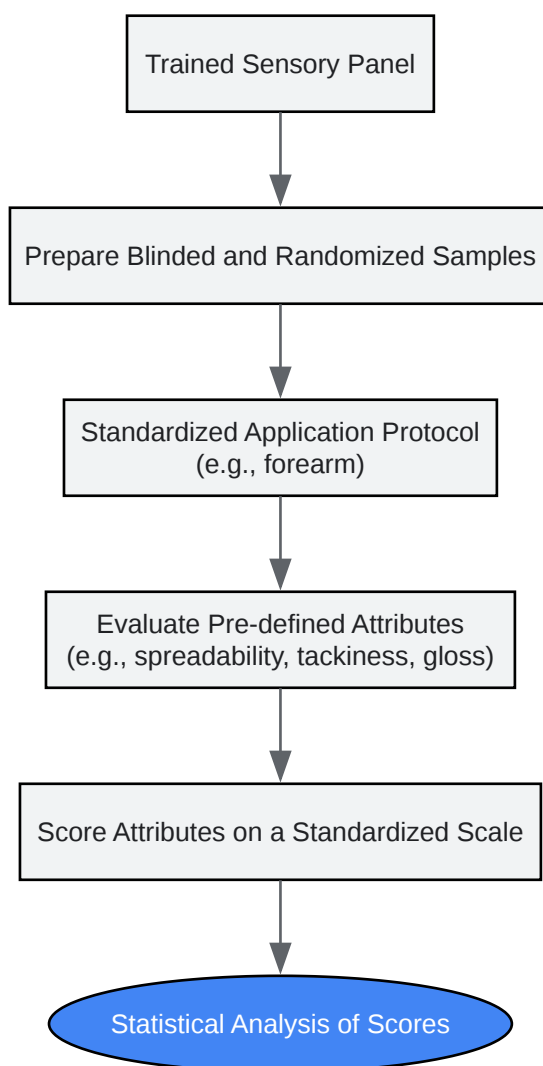 Trained Sensory Panel
Prepare Blinded and Randomized Samples
Standardized Application Protocol
(e.g., forearm)
Evaluate Pre-defined Attributes
(e.g., spreadability, tackiness, gloss)
Score Attributes on a Standardized Scale
Statistical Analysis of Scores